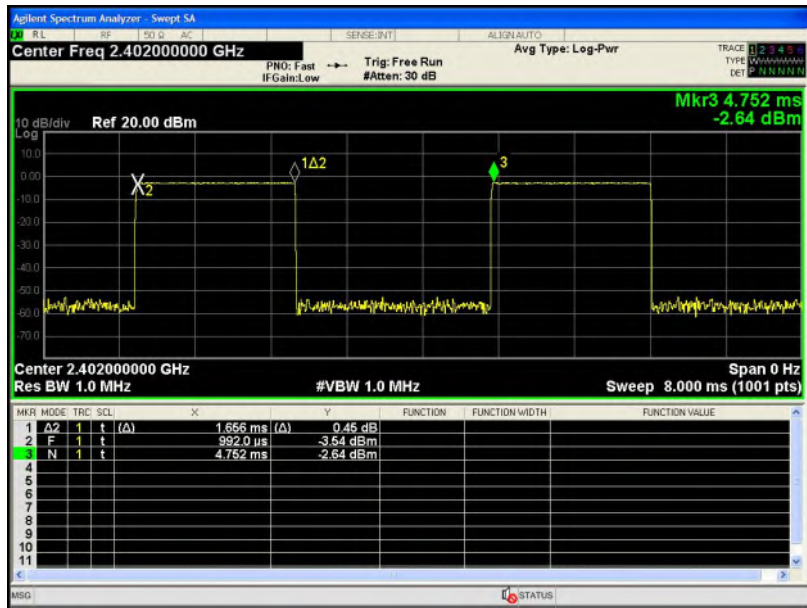 Agilent Spectrum Analyzer - Swept SA
RL RF 50 Ω AC SENSE:INT ALIGNAUTO
Center Freq 2.402000000 GHz
PNO: Fast
IFGain:Low
Trig: Free Run
#Atten: 30 dB
Avg Type: Log-Pwr
TRACE 1 2 3 4 5 6
TYPE
DET P N N N N N
Mkr3 4.752 ms
-2.64 dBm
10 dB/div Ref 20.00 dBm
Log
10.0
0.00
-10.0
-20.0
-30.0
-40.0
-50.0
-60.0
-70.0
1Δ2
2
3
Center 2.402000000 GHz Span 0 Hz
Res BW 1.0 MHz #VBW 1.0 MHz Sweep 8.000 ms (1001 pts)
MKR MODE TRC SCL X Y FUNCTION FUNCTION WIDTH FUNCTION VALUE
1 Δ2 1 t (Δ) 1.656 ms (Δ) 0.45 dB
2 F 1 t 992.0 µs -3.54 dBm
3 N 1 t 4.752 ms -2.64 dBm
4
5
6
7
8
9
10
11
MSG STATUS